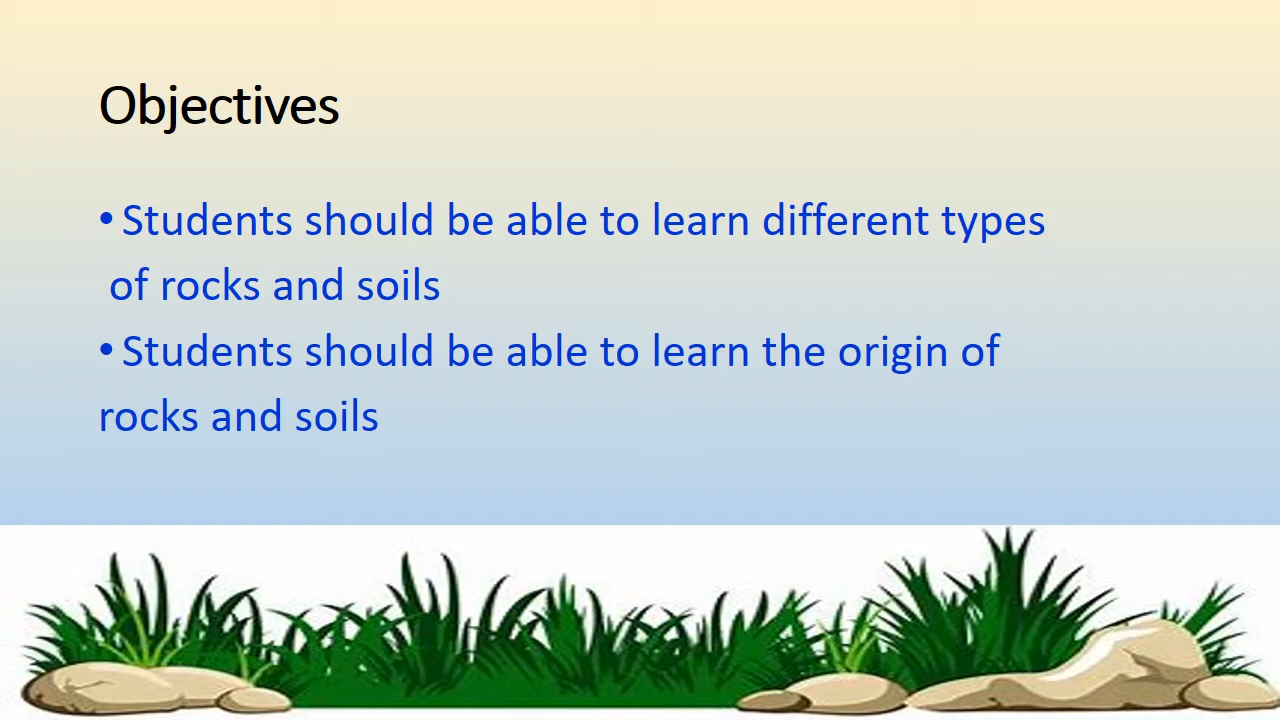 Objectives
• Students should be able to learn different types
of rocks and soils
• Students should be able to learn the origin of
rocks and soils